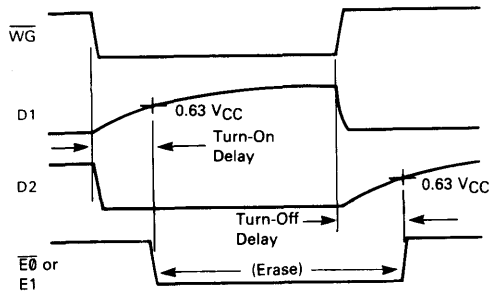 WG
D1
0.63 VCC
Turn-On
Delay
D2
0.63 VCC
Turn-Off
Delay
E0 or
E1
(Erase)